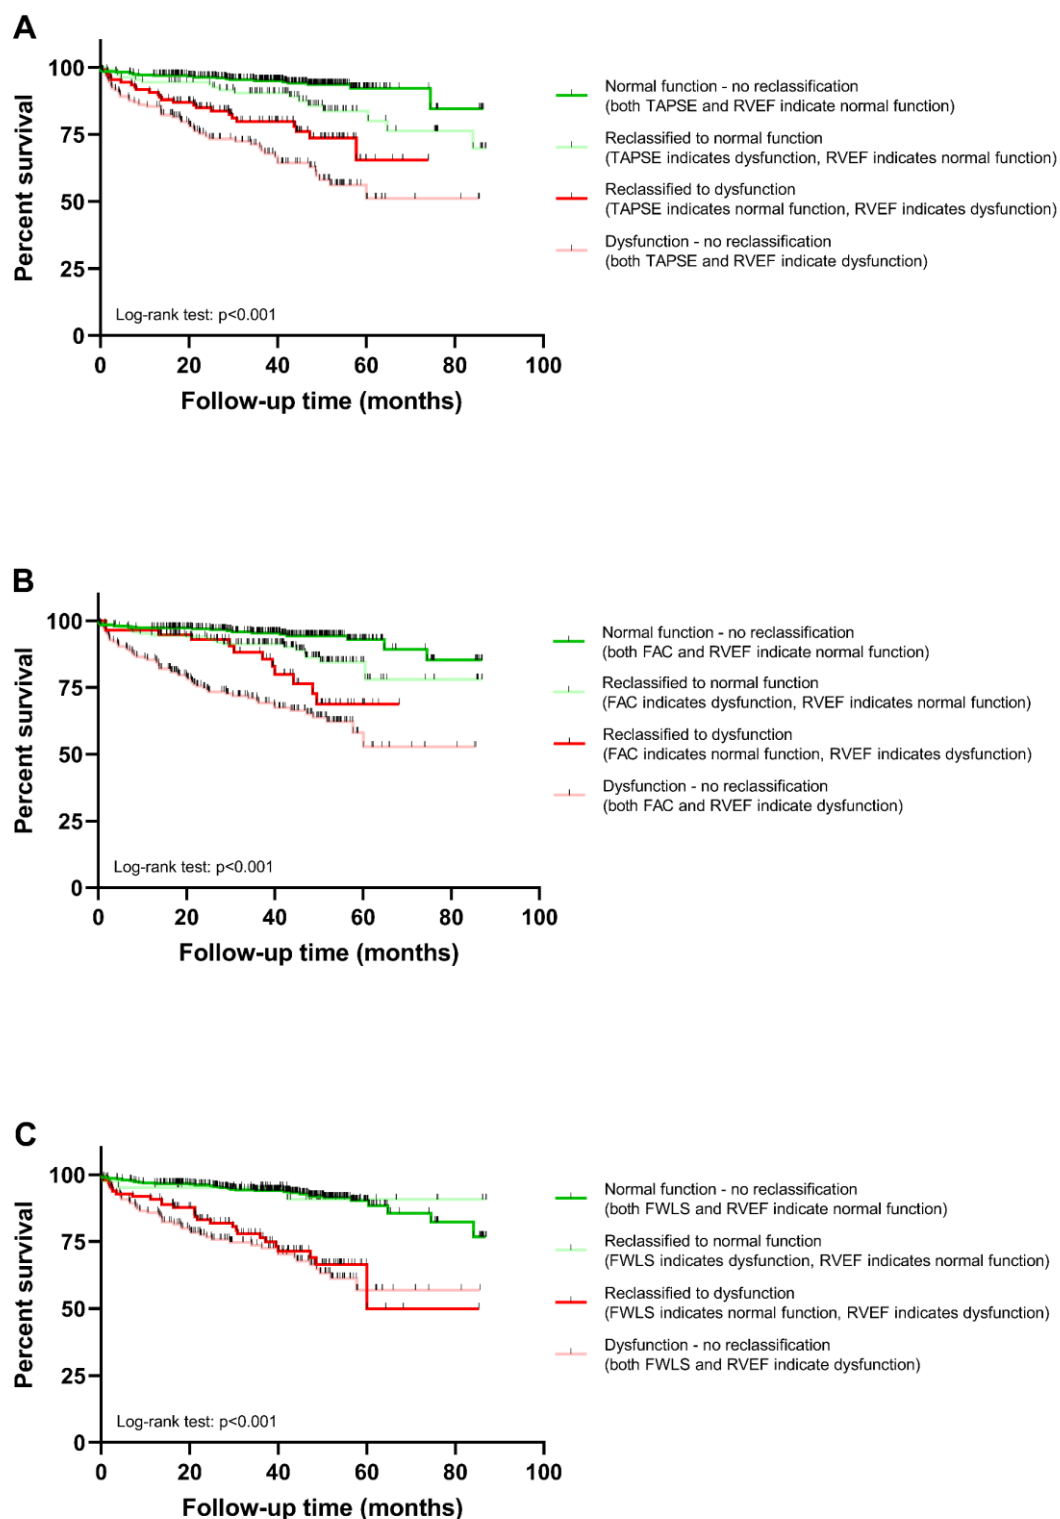 A
Percent survival
100
75
50
25
0
Log-rank test: p<0.001
0 20 40 60 80 100
Follow-up time (months)
Normal function - no reclassification
(both TAPSE and RVEF indicate normal function)
Reclassified to normal function
(TAPSE indicates dysfunction, RVEF indicates normal function)
Reclassified to dysfunction
(TAPSE indicates normal function, RVEF indicates dysfunction)
Dysfunction - no reclassification
(both TAPSE and RVEF indicate dysfunction)
B
Percent survival
100
75
50
25
0
Log-rank test: p<0.001
0 20 40 60 80 100
Follow-up time (months)
Normal function - no reclassification
(both FAC and RVEF indicate normal function)
Reclassified to normal function
(FAC indicates dysfunction, RVEF indicates normal function)
Reclassified to dysfunction
(FAC indicates normal function, RVEF indicates dysfunction)
Dysfunction - no reclassification
(both FAC and RVEF indicate dysfunction)
C
Percent survival
100
75
50
25
0
Log-rank test: p<0.001
0 20 40 60 80 100
Follow-up time (months)
Normal function - no reclassification
(both FWLS and RVEF indicate normal function)
Reclassified to normal function
(FWLS indicates dysfunction, RVEF indicates normal function)
Reclassified to dysfunction
(FWLS indicates normal function, RVEF indicates dysfunction)
Dysfunction - no reclassification
(both FWLS and RVEF indicate dysfunction)